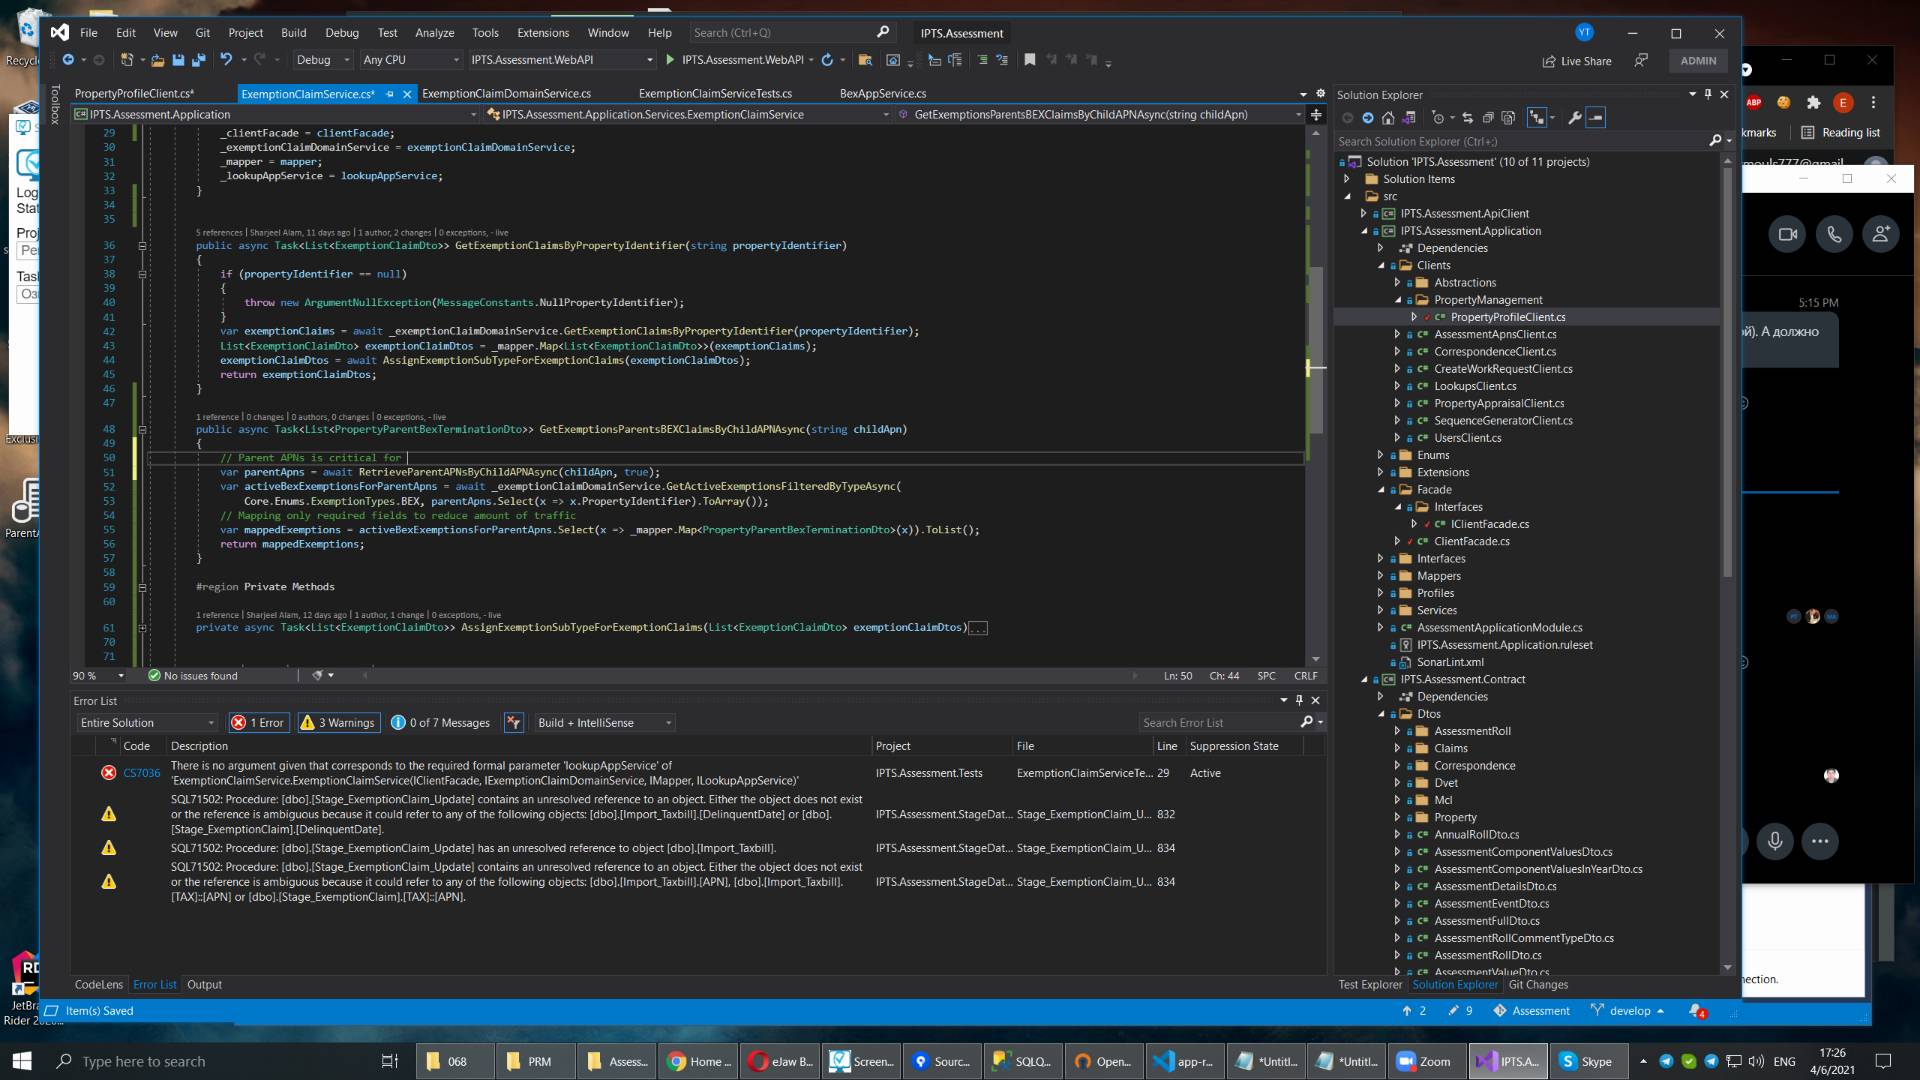 File Edit View Git Project Build Debug Test Analyze Tools Extensions Window Help Search (Ctrl+Q) IPTS.Assessment YT
Debug Any CPU IPTS.Assessment.WebAPI IPTS.Assessment.WebAPI Live Share ADMIN
PropertyProfileClient.cs* ExemptionClaimService.cs* ExemptionClaimDomainService.cs ExemptionClaimServiceTests.cs BexAppService.cs
Toolbox
IPTS.Assessment.Application IPTS.Assessment.Application.Services.ExemptionClaimService GetExemptionsParentsBEXClaimsByChildAPNAsync(string childApn)
29 _clientFacade = clientFacade;
30 _exemptionClaimDomainService = exemptionClaimDomainService;
31 _mapper = mapper;
32 _lookupAppService = lookupAppService;
33 }
34
35
5 references | Sharjeel Alam, 11 days ago | 1 author, 2 changes | 0 exceptions, - live
36 public async Task<List<ExemptionClaimDto>> GetExemptionClaimsByPropertyIdentifier(string propertyIdentifier)
37 {
38 if (propertyIdentifier == null)
39 {
40 throw new ArgumentNullException(MessageConstants.NullPropertyIdentifier);
41 }
42 var exemptionClaims = await _exemptionClaimDomainService.GetExemptionClaimsByPropertyIdentifier(propertyIdentifier);
43 List<ExemptionClaimDto> exemptionClaimDtos = _mapper.Map<List<ExemptionClaimDto>>(exemptionClaims);
44 exemptionClaimDtos = await AssignExemptionSubTypeForExemptionClaims(exemptionClaimDtos);
45 return exemptionClaimDtos;
46 }
47
1 reference | 0 changes | 0 authors, 0 changes | 0 exceptions, - live
48 public async Task<List<PropertyParentBexTerminationDto>> GetExemptionsParentsBEXClaimsByChildAPNAsync(string childApn)
49 {
50 // Parent APNs is critical for
51 var parentApns = await RetrieveParentAPNsByChildAPNAsync(childApn, true);
52 var activeBexExemptionsForParentApns = await _exemptionClaimDomainService.GetActiveExemptionsFilteredByTypeAsync(
53 Core.Enums.ExemptionTypes.BEX, parentApns.Select(x => x.PropertyIdentifier).ToArray());
54 // Mapping only required fields to reduce amount of traffic
55 var mappedExemptions = activeBexExemptionsForParentApns.Select(x => _mapper.Map<PropertyParentBexTerminationDto>(x)).ToList();
56 return mappedExemptions;
57 }
58
59 #region Private Methods
60
1 reference | Sharjeel Alam, 12 days ago | 1 author, 1 change | 0 exceptions, - live
61 private async Task<List<ExemptionClaimDto>> AssignExemptionSubTypeForExemptionClaims(List<ExemptionClaimDto> exemptionClaimDtos)...
70
71
90 % No issues found Ln: 50 Ch: 44 SPC CRLF
Error List
Entire Solution 1 Error 3 Warnings 0 of 7 Messages Build + IntelliSense Search Error List
Code Description Project File Line Suppression State
CS7036 There is no argument given that corresponds to the required formal parameter 'lookupAppService' of
'ExemptionClaimService.ExemptionClaimService(IClientFacade, IExemptionClaimDomainService, IMapper, ILookupAppService)' IPTS.Assessment.Tests ExemptionClaimServiceTe... 29 Active
SQL71502: Procedure: [dbo].[Stage_ExemptionClaim_Update] contains an unresolved reference to an object. Either the object does not exist
or the reference is ambiguous because it could refer to any of the following objects: [dbo].[Import_Taxbill].[DelinquentDate] or [dbo].
[Stage_ExemptionClaim].[DelinquentDate]. IPTS.Assessment.StageDat... Stage_ExemptionClaim_U... 832
SQL71502: Procedure: [dbo].[Stage_ExemptionClaim_Update] has an unresolved reference to object [dbo].[Import_Taxbill]. IPTS.Assessment.StageDat... Stage_ExemptionClaim_U... 834
SQL71502: Procedure: [dbo].[Stage_ExemptionClaim_Update] contains an unresolved reference to an object. Either the object does not exist
or the reference is ambiguous because it could refer to any of the following objects: [dbo].[Import_Taxbill].[APN], [dbo].[Import_Taxbill].
[TAX]::[APN] or [dbo].[Stage_ExemptionClaim].[TAX]::[APN]. IPTS.Assessment.StageDat... Stage_ExemptionClaim_U... 834
CodeLens Error List Output
Item(s) Saved 2 9 Assessment develop 4
Solution Explorer
Search Solution Explorer (Ctrl+;)
Solution 'IPTS.Assessment' (10 of 11 projects)
Solution Items
src
IPTS.Assessment.ApiClient
IPTS.Assessment.Application
Dependencies
Clients
Abstractions
PropertyManagement
PropertyProfileClient.cs
AssessmentApnsClient.cs
CorrespondenceClient.cs
CreateWorkRequestClient.cs
LookupsClient.cs
PropertyAppraisalClient.cs
SequenceGeneratorClient.cs
UsersClient.cs
Enums
Extensions
Facade
Interfaces
IClientFacade.cs
ClientFacade.cs
Interfaces
Mappers
Profiles
Services
AssessmentApplicationModule.cs
IPTS.Assessment.Application.ruleset
SonarLint.xml
IPTS.Assessment.Contract
Dependencies
Dtos
AssessmentRoll
Claims
Correspondence
Dvet
Mcl
Property
AnnualRollDto.cs
AssessmentComponentValuesDto.cs
AssessmentComponentValuesInYearDto.cs
AssessmentDetailsDto.cs
AssessmentEventDto.cs
AssessmentFullDto.cs
AssessmentRollCommentTypeDto.cs
AssessmentRollDto.cs
AssessmentValueDto.cs
Test Explorer Solution Explorer Git Changes
ABP E
kmarks Reading list
mouls777@gmail
5:15 PM
ой). А должно
nection.
Recycl
Log
Stat
Proj
Pe
Task
Оз
Exclusi
ParentA
RD
JetBra
Rider 20...
Type here to search 068 PRM Assess... Home ... eJaw B... Screen... Sourc... SQLQ... Open... app-r... *Untitl... *Untitl... Zoom IPTS.A... Skype ENG 17:26
4/6/2021